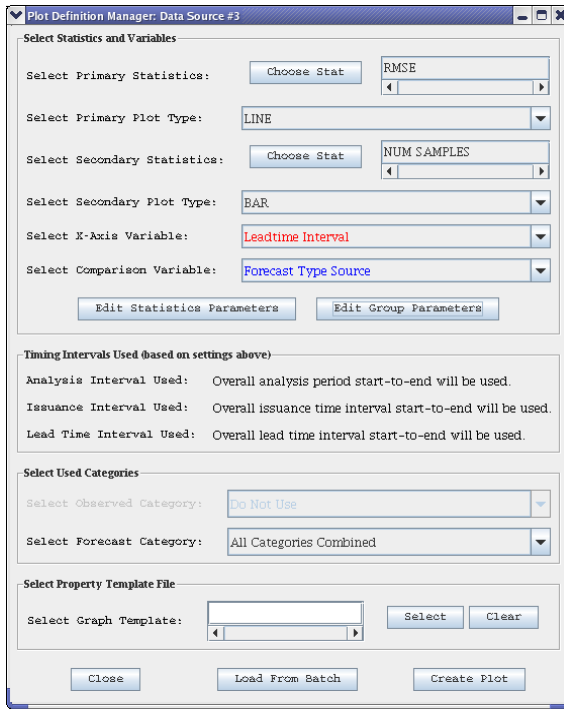 Plot Definition Manager: Data Source #3
Select Statistics and Variables
Select Primary Statistics: Choose Stat RMSE
Select Primary Plot Type: LINE
Select Secondary Statistics: Choose Stat NUM SAMPLES
Select Secondary Plot Type: BAR
Select X-Axis Variable: Leadtime Interval
Select Comparison Variable: Forecast Type Source
Edit Statistics Parameters Edit Group Parameters
Timing Intervals Used (based on settings above)
Analysis Interval Used: Overall analysis period start-to-end will be used.
Issuance Interval Used: Overall issuance time interval start-to-end will be used.
Lead Time Interval Used: Overall lead time interval start-to-end will be used.
Select Used Categories
Select Observed Category: Do Not Use
Select Forecast Category: All Categories Combined
Select Property Template File
Select Graph Template: Select Clear
Close Load From Batch Create Plot